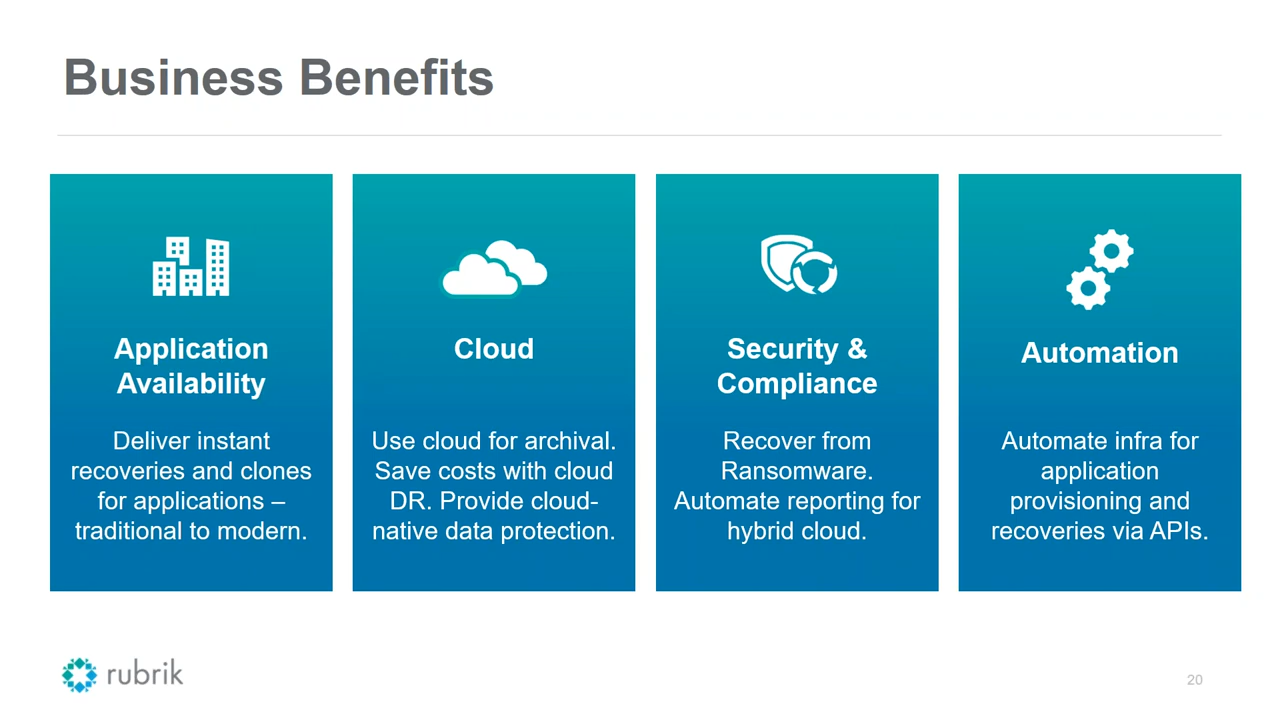 Business Benefits
Application
Availability
Deliver instant
recoveries and clones
for applications –
traditional to modern.
Cloud
Use cloud for archival.
Save costs with cloud
DR. Provide cloud-
native data protection.
Security &
Compliance
Recover from
Ransomware.
Automate reporting for
hybrid cloud.
Automation
Automate infra for
application
provisioning and
recoveries via APIs.
rubrik
20